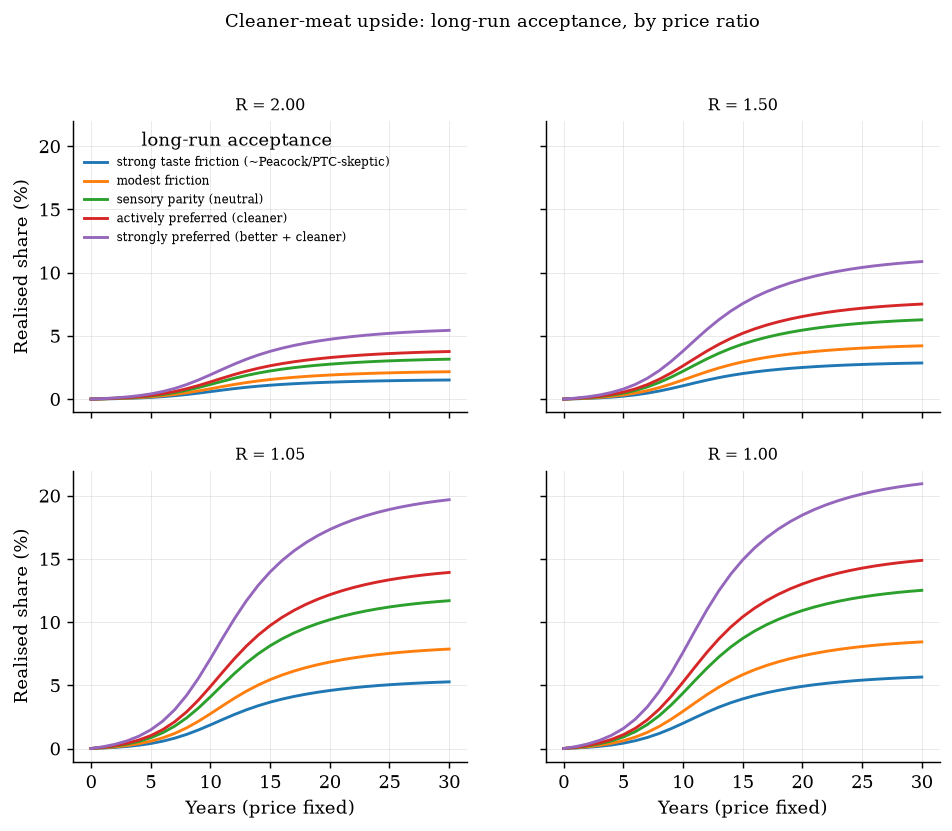 Cleaner-meat upside: long-run acceptance, by price ratio
R = 2.00
R = 1.50
Realised share (%)
20
15
10
5
0
long-run acceptance
strong taste friction (~Peacock/PTC-skeptic)
modest friction
sensory parity (neutral)
actively preferred (cleaner)
strongly preferred (better + cleaner)
R = 1.05
R = 1.00
Realised share (%)
20
15
10
5
0
0 5 10 15 20 25 30
0 5 10 15 20 25 30
Years (price fixed)
Years (price fixed)